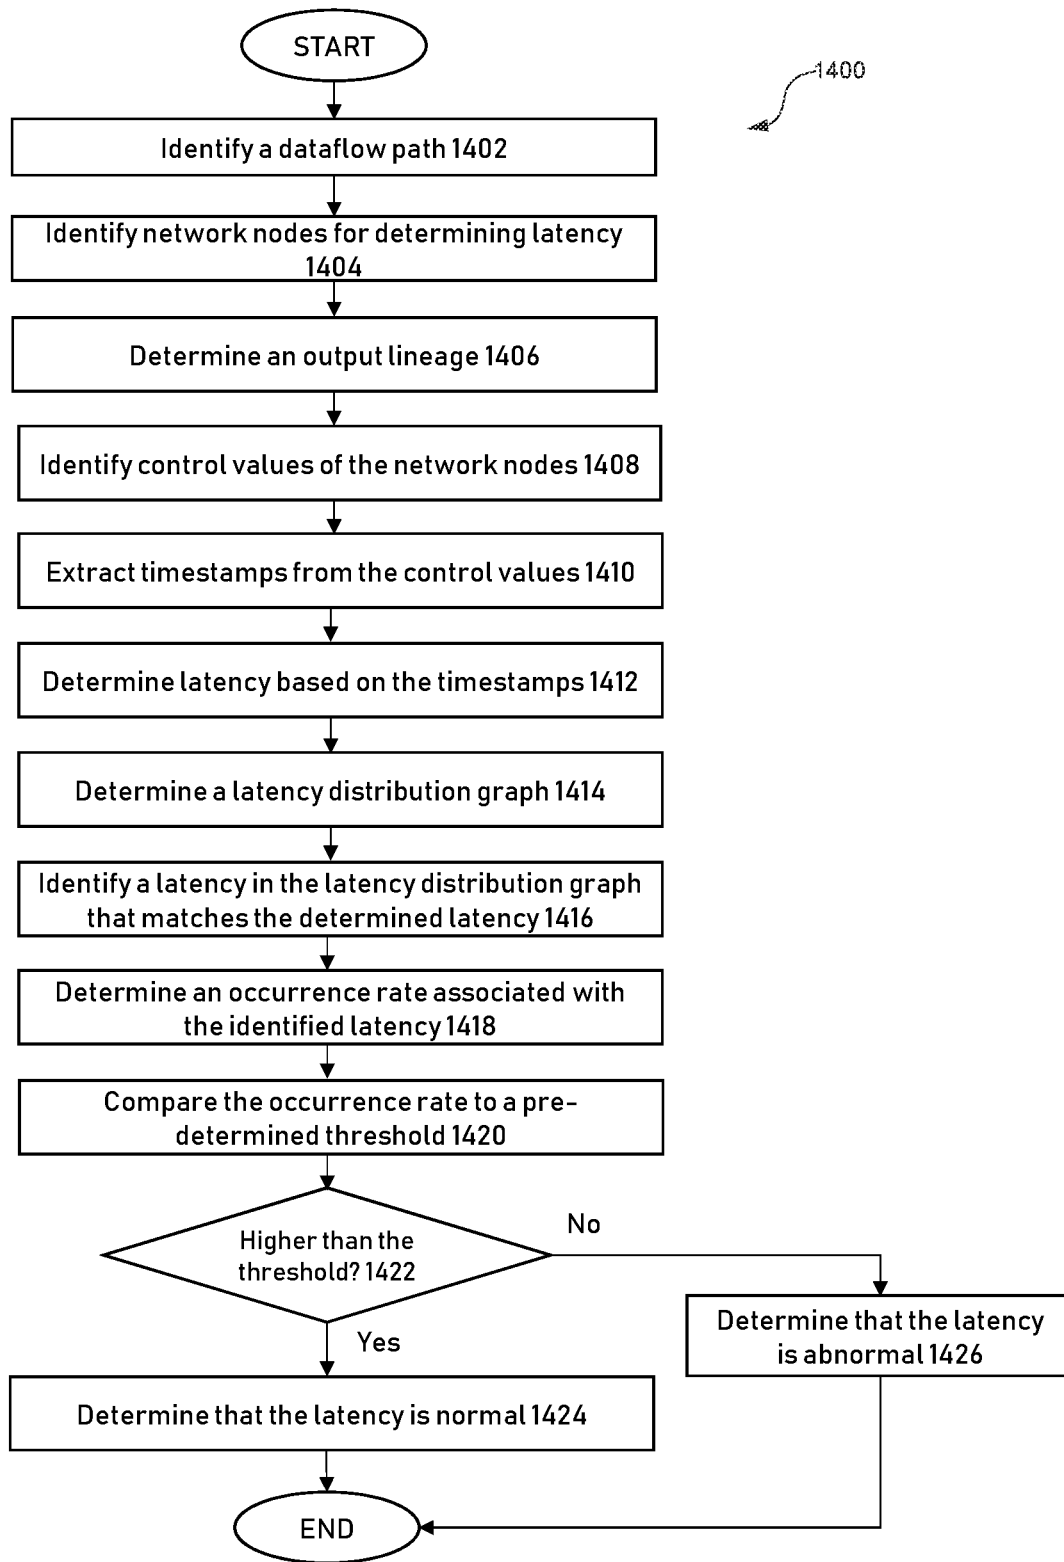 START
1400
Identify a dataflow path 1402
Identify network nodes for determining latency
1404
Determine an output lineage 1406
Identify control values of the network nodes 1408
Extract timestamps from the control values 1410
Determine latency based on the timestamps 1412
Determine a latency distribution graph 1414
Identify a latency in the latency distribution graph
that matches the determined latency 1416
Determine an occurrence rate associated with
the identified latency 1418
Compare the occurrence rate to a pre-
determined threshold 1420
Higher than the
threshold? 1422
No
Yes
Determine that the latency
is abnormal 1426
Determine that the latency is normal 1424
END